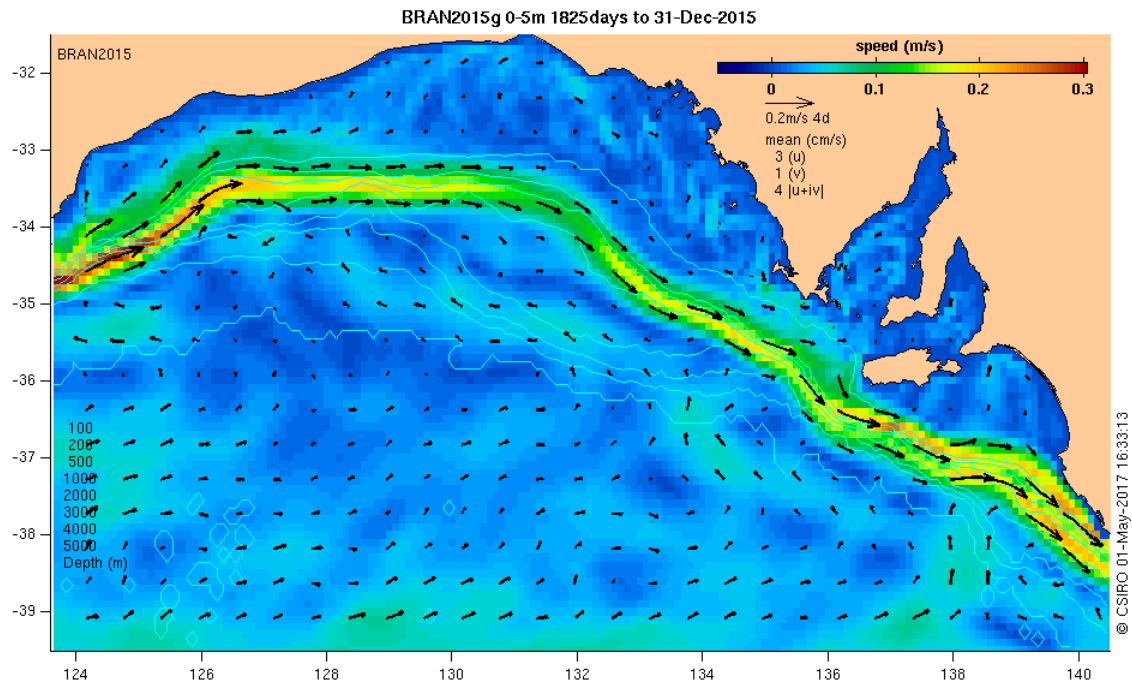 BRAN2015g 0-5m 1825days to 31-Dec-2015
BRAN2015
speed (m/s)
0 0.1 0.2 0.3
0.2m/s 4d
mean (cm/s)
3 (u)
1 (v)
4 |u+iv|
-32
-33
-34
-35
-36
-37
-38
-39
100
200
500
1000
2000
3000
4000
5000
Depth (m)
124 126 128 130 132 134 136 138 140
© CSIRO 01-May-2017 16:33:13